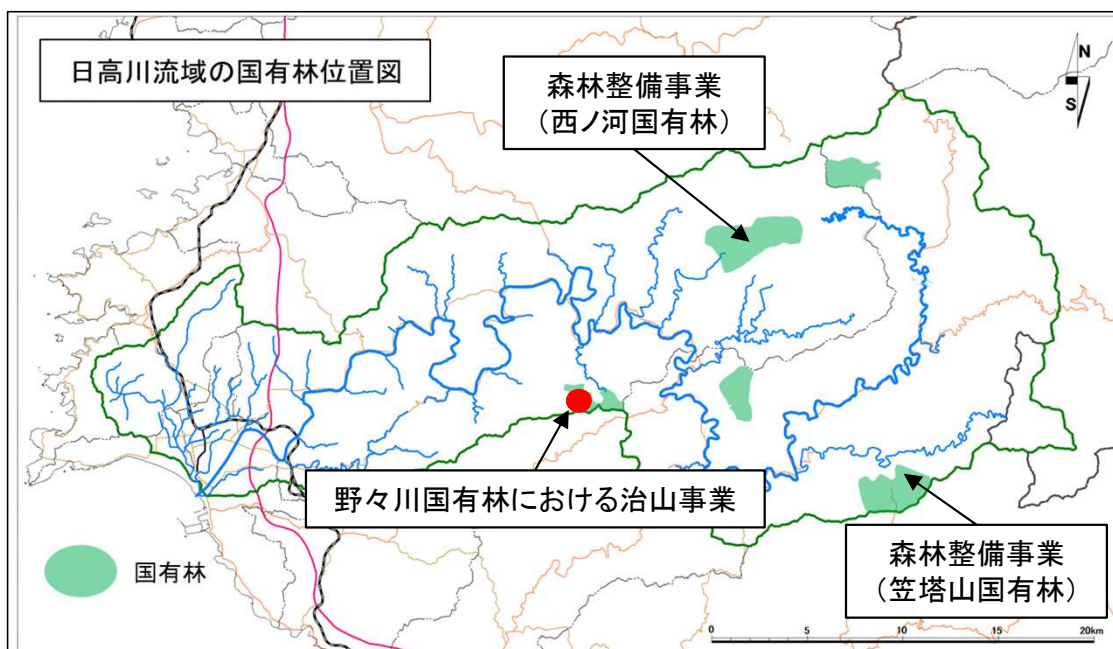 日高川流域の国有林位置図
森林整備事業
（西ノ河国有林）
N
S
野々川国有林における治山事業
森林整備事業
（笠塔山国有林）
国有林
0 5 10 15 20km